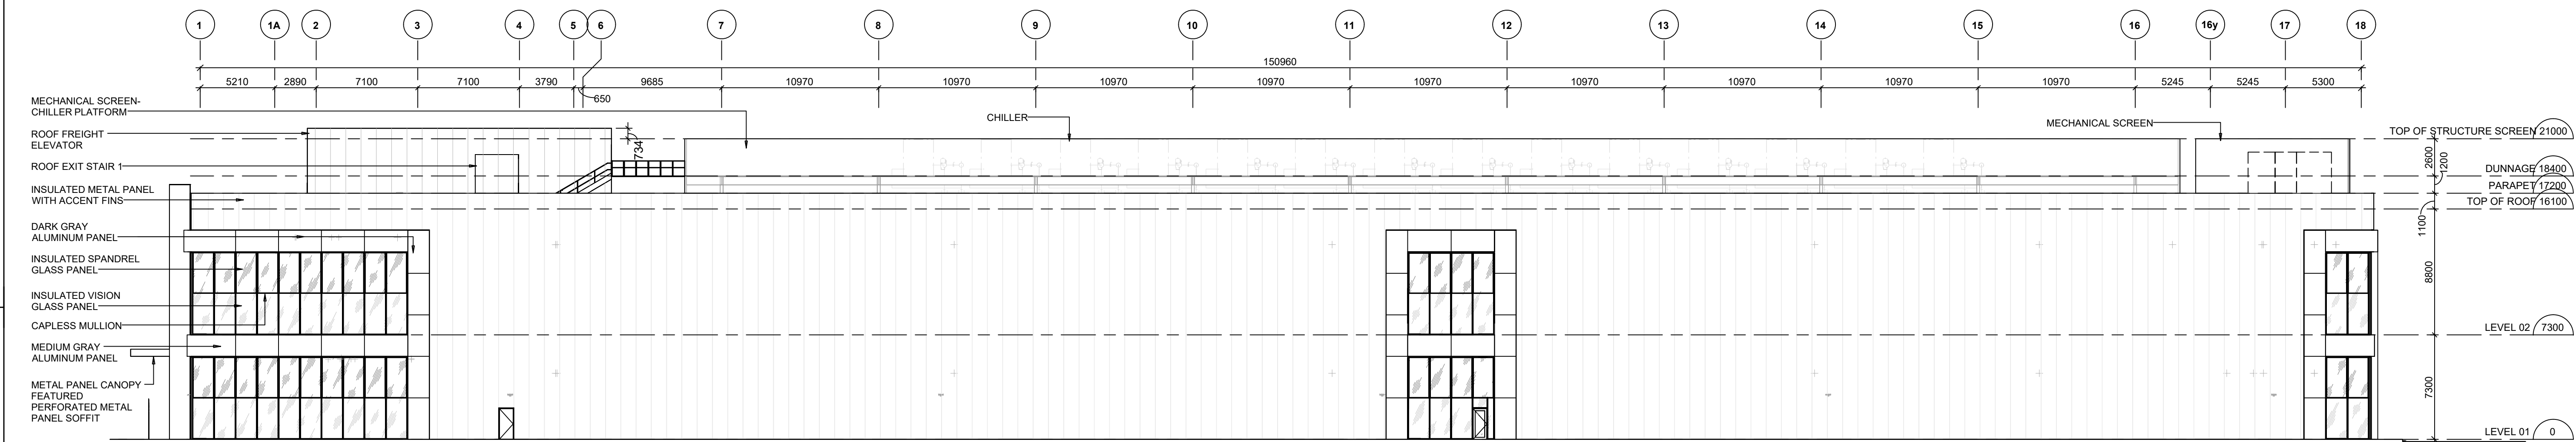 1 1A 2 3 4 5 6 7 8 9 10 11 12 13 14 15 16 16y 17 18
150960
5210 2890 7100 7100 3790 9685 10970 10970 10970 10970 10970 10970 10970 10970 10970 5245 5245 5300
650
MECHANICAL SCREEN-
CHILLER PLATFORM
ROOF FREIGHT
ELEVATOR
ROOF EXIT STAIR 1
INSULATED METAL PANEL
WITH ACCENT FINS
DARK GRAY
ALUMINUM PANEL
INSULATED SPANDREL
GLASS PANEL
INSULATED VISION
GLASS PANEL
CAPLESS MULLION
MEDIUM GRAY
ALUMINUM PANEL
METAL PANEL CANOPY
FEATURED
PERFORATED METAL
PANEL SOFFIT
734
CHILLER
MECHANICAL SCREEN
TOP OF STRUCTURE SCREEN 21000
DUNNAGE 18400
PARAPET 17200
TOP OF ROOF 16100
LEVEL 02 7300
LEVEL 01 0
2600
1200
1100
8800
7300